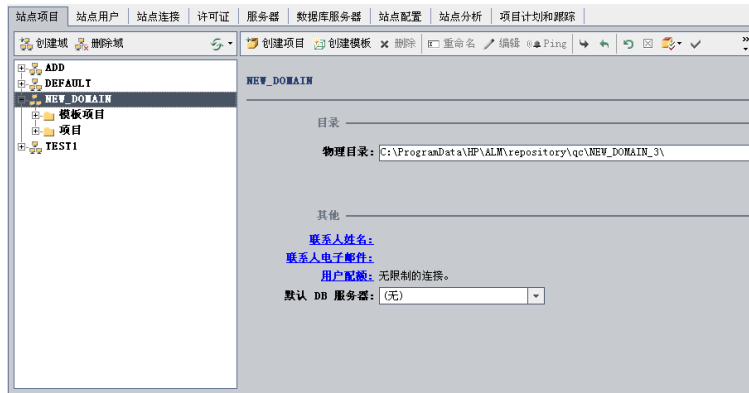 站点项目 站点用户 站点连接 许可证 服务器 数据库服务器 站点配置 站点分析 项目计划和跟踪
创建域 删除域 创建项目 创建模板 删除 重命名 编辑 Ping
ADD
DEFAULT
NEW_DOMAIN
模板项目
项目
TEST1
NEW_DOMAIN
目录
物理目录: C:\ProgramData\HP\ALM\repository\qc\NEW_DOMAIN_3\
其他
联系人姓名:
联系人电子邮件:
用户配额: 无限制的连接。
默认 DB 服务器: (无)